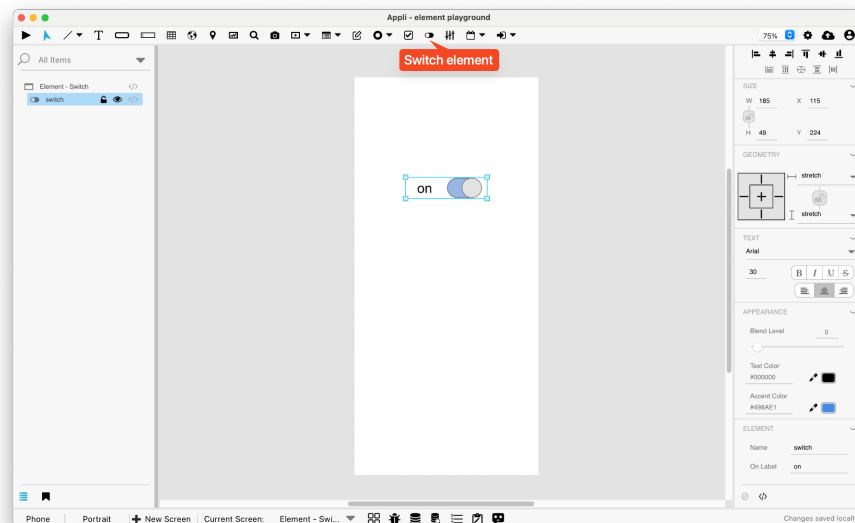 Appli - element playground
75%
Switch element
All Items
Element - Switch
switch
on
SIZE
W 185 X 115
H 49 Y 224
GEOMETRY
stretch
stretch
TEXT
Arial
30 B I U S
APPEARANCE
Blend Level 0
Text Color
#000000
Accent Color
#498AE1
ELEMENT
Name switch
On Label on
Phone Portrait New Screen Current Screen: Element - Swi... Changes saved locall